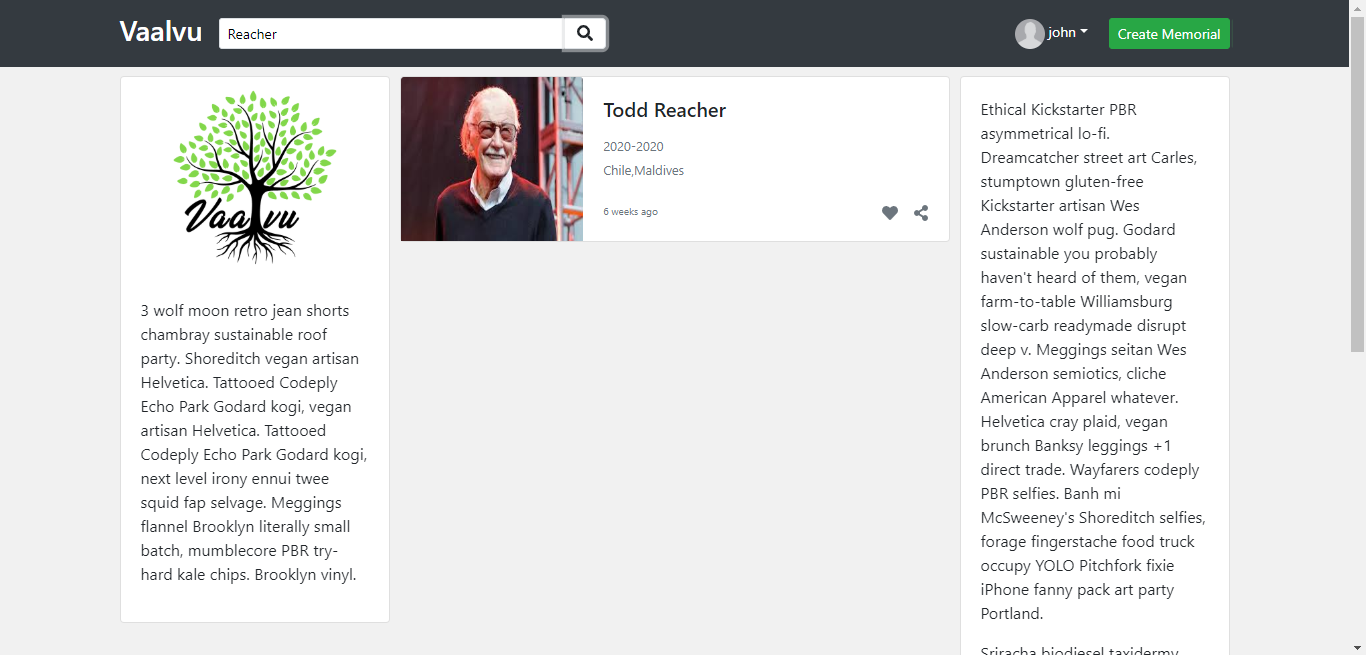 Vaalvu
Reacher
john
Create Memorial
Vaalvu
3 wolf moon retro jean shorts
chambray sustainable roof
party. Shoreditch vegan artisan
Helvetica. Tattooed Codeply
Echo Park Godard kogi, vegan
artisan Helvetica. Tattooed
Codeply Echo Park Godard kogi,
next level irony ennui twee
squid fap selvage. Meggings
flannel Brooklyn literally small
batch, mumblecore PBR try-
hard kale chips. Brooklyn vinyl.
Todd Reacher
2020-2020
Chile,Maldives
6 weeks ago
Ethical Kickstarter PBR
asymmetrical lo-fi.
Dreamcatcher street art Carles,
stumptown gluten-free
Kickstarter artisan Wes
Anderson wolf pug. Godard
sustainable you probably
haven't heard of them, vegan
farm-to-table Williamsburg
slow-carb readymade disrupt
deep v. Meggings seitan Wes
Anderson semiotics, cliche
American Apparel whatever.
Helvetica cray plaid, vegan
brunch Banksy leggings +1
direct trade. Wayfarers codeply
PBR selfies. Banh mi
McSweeney's Shoreditch selfies,
forage fingerstache food truck
occupy YOLO Pitchfork fixie
iPhone fanny pack art party
Portland.
Sriracha biodiesel taxidermy